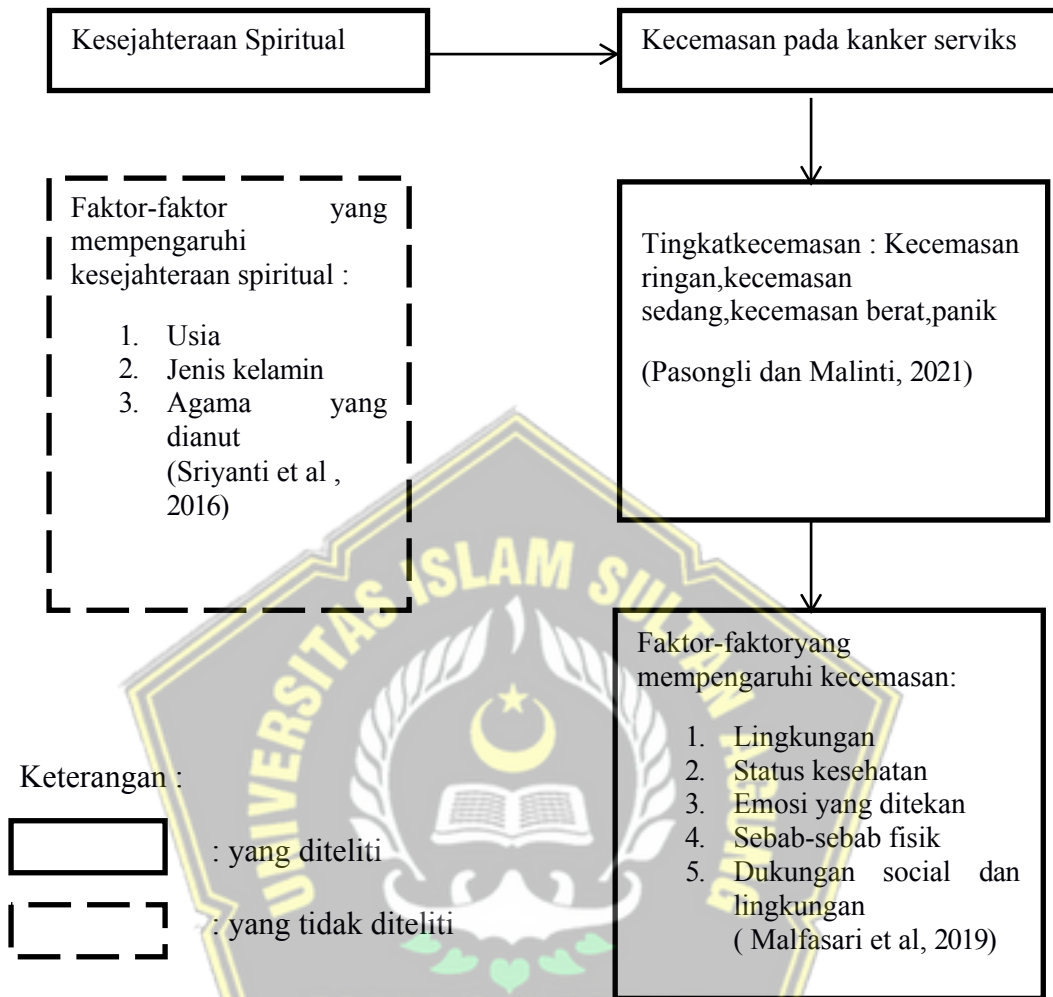 Kesejahteraan Spiritual
Kecemasan pada kanker serviks
Faktor-faktor yang
mempengaruhi
kesejahteraan spiritual :
1. Usia
2. Jenis kelamin
3. Agama yang
dianut
(Sriyanti et al ,
2016)
Tingkatkecemasan : Kecemasan
ringan,kecemasan
sedang,kecemasan berat,panik
(Pasongli dan Malinti, 2021)
Faktor-faktoryang
mempengaruhi kecemasan:
1. Lingkungan
2. Status kesehatan
3. Emosi yang ditekan
4. Sebab-sebab fisik
5. Dukungan social dan
lingkungan
( Malfasari et al, 2019)
Keterangan :
: yang diteliti
: yang tidak diteliti
UNIVERSITAS ISLAM SULTAN AGUNG